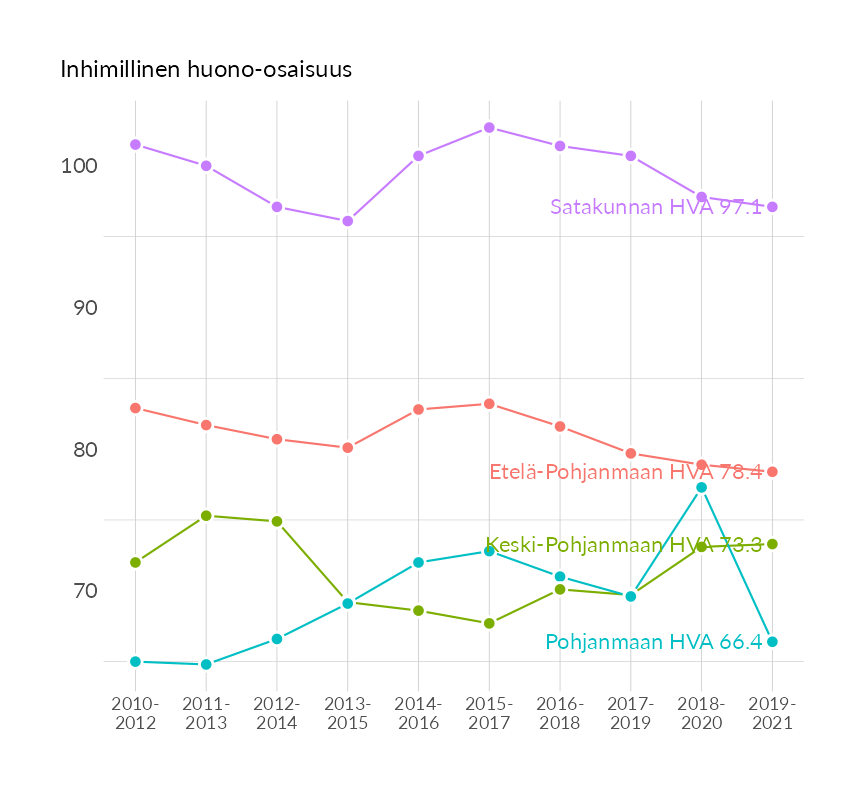 Inhimillinen huono-osaisuus
100
90
80
70
Satakunnan HVA 97.1
Etelä-Pohjanmaan HVA 78.4
Keski-Pohjanmaan HVA 73.3
Pohjanmaan HVA 66.4
2010- 2011- 2012- 2013- 2014- 2015- 2016- 2017- 2018- 2019-
2012 2013 2014 2015 2016 2017 2018 2019 2020 2021